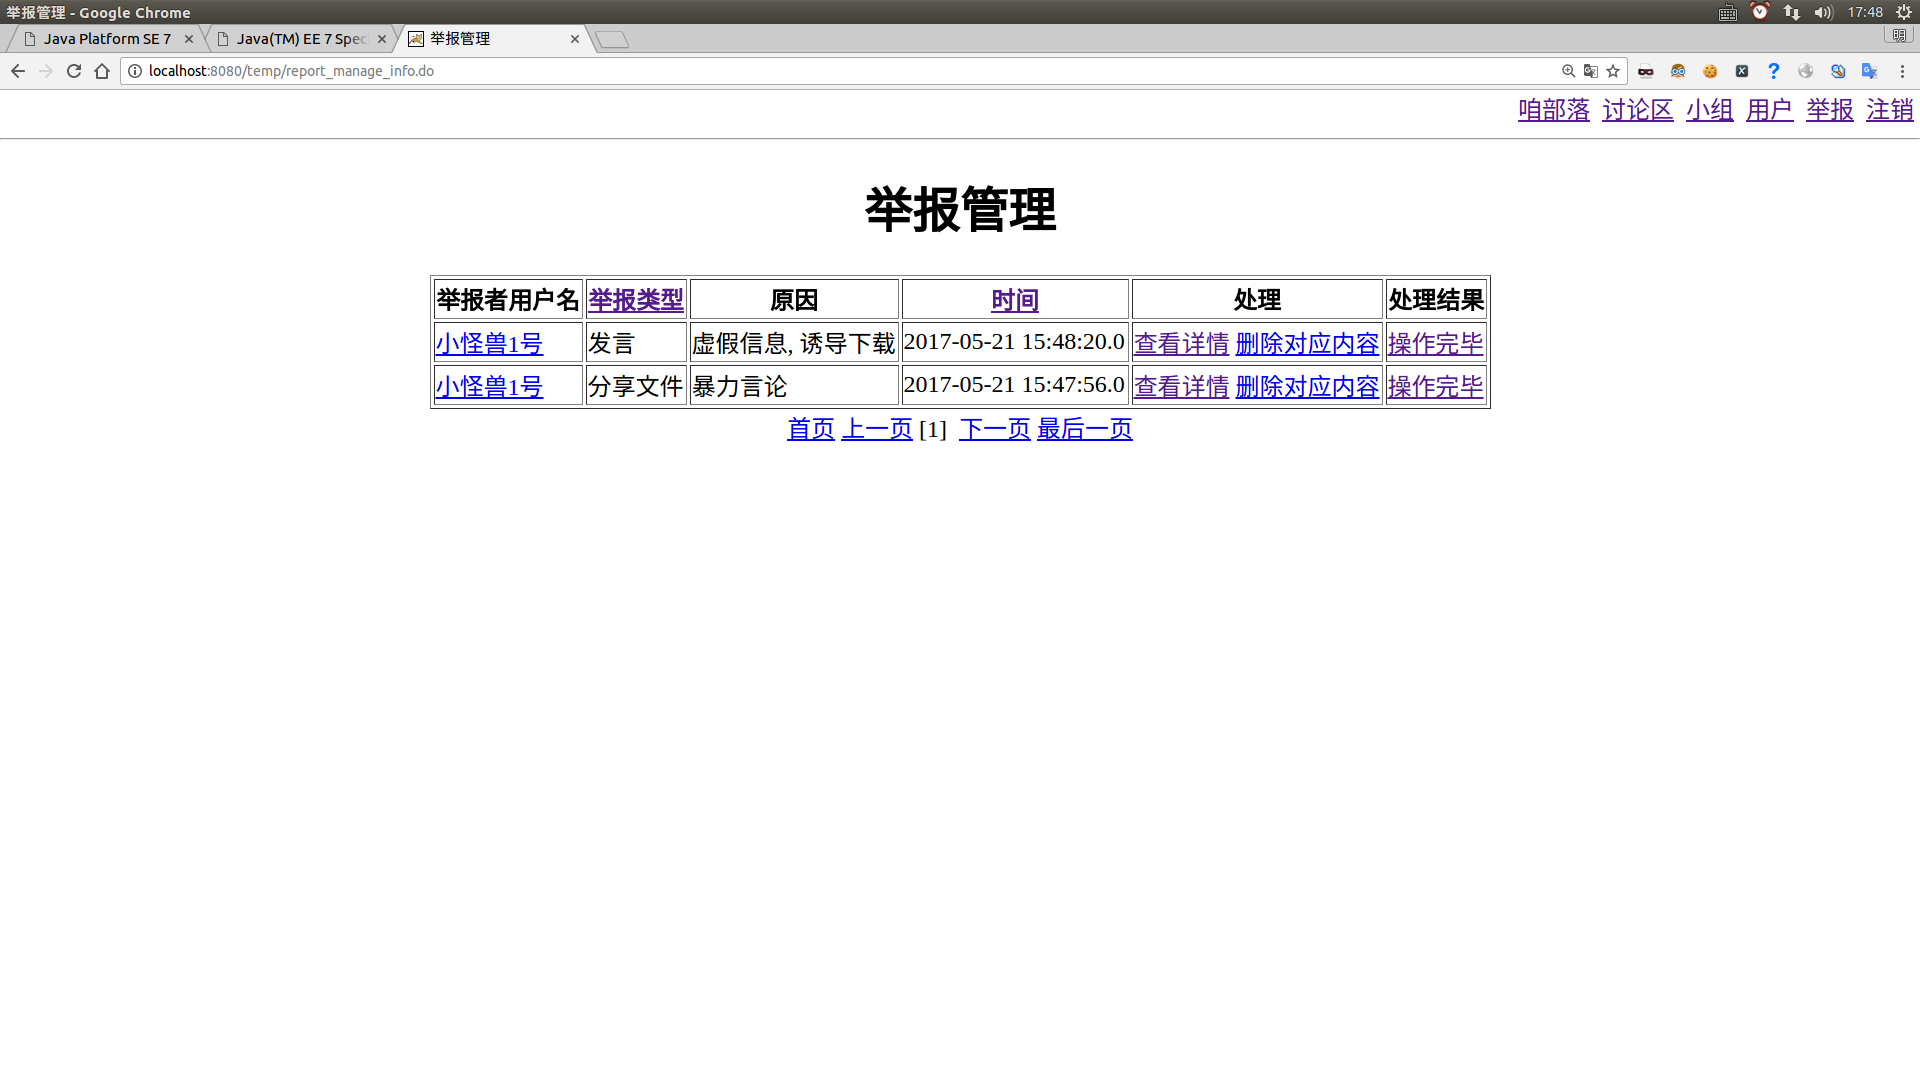 举报管理 - Google Chrome
17:48
Java Platform SE 7
Java(TM) EE 7 Spec
举报管理
localhost:8080/temp/report_manage_info.do
咱部落 讨论区 小组 用户 举报 注销
举报管理
举报者用户名 举报类型 原因 时间 处理 处理结果
小怪兽1号 发言 虚假信息, 诱导下载 2017-05-21 15:48:20.0 查看详情 删除对应内容 操作完毕
小怪兽1号 分享文件 暴力言论 2017-05-21 15:47:56.0 查看详情 删除对应内容 操作完毕
首页 上一页 [1] 下一页 最后一页